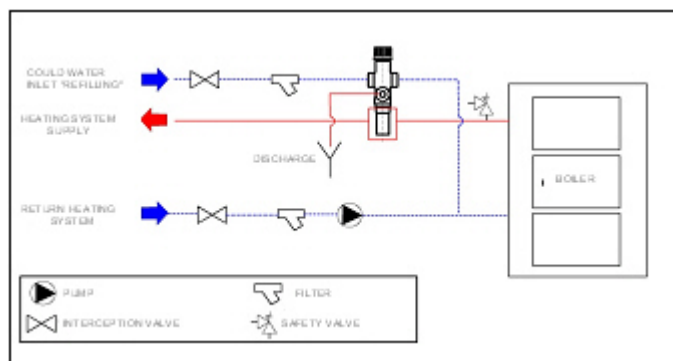 COULD WATER
INLET "REFILLING"
HEATING SYSTEM
SUPPLY
DISCHARGE
BOILER
RETURN HEATING
SYSTEM
PUMP
FILTER
INTERCEPTION VALVE
SAFETY VALVE